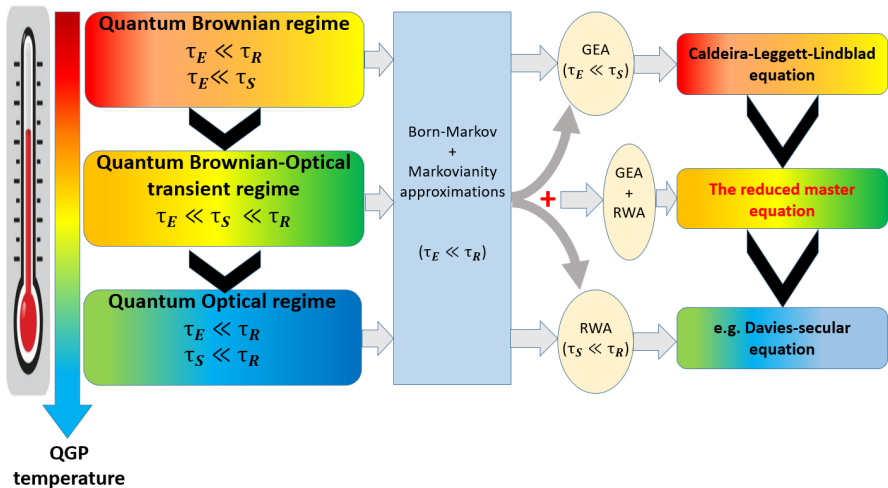 Quantum Brownian regime
τ_E ≪ τ_R
τ_E ≪ τ_S
Quantum Brownian-Optical
transient regime
τ_E ≪ τ_S ≪ τ_R
Quantum Optical regime
τ_E ≪ τ_R
τ_S ≪ τ_R
QGP
temperature
Born-Markov
+
Markovianity
approximations
(τ_E ≪ τ_R)
GEA
(τ_E ≪ τ_S)
+
GEA
+
RWA
RWA
(τ_S ≪ τ_R)
Caldeira-Leggett-Lindblad
equation
The reduced master
equation
e.g. Davies-secular
equation